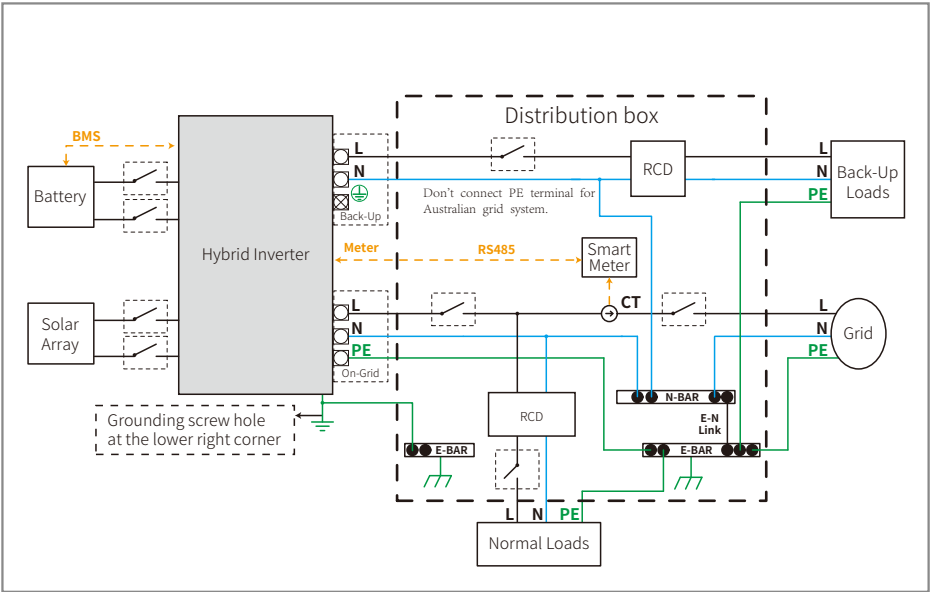 Distribution box
BMS
L
N
Back-Up
Battery
Don't connect PE terminal for
Australian grid system.
RCD
L
N
PE
Back-Up
Loads
Hybrid Inverter
Meter
RS485
Smart
Meter
CT
Solar
Array
L
N
PE
On-Grid
L
N
PE
Grid
N-BAR
E-N
Link
RCD
Grounding screw hole
at the lower right corner
E-BAR
E-BAR
L
N
PE
Normal Loads